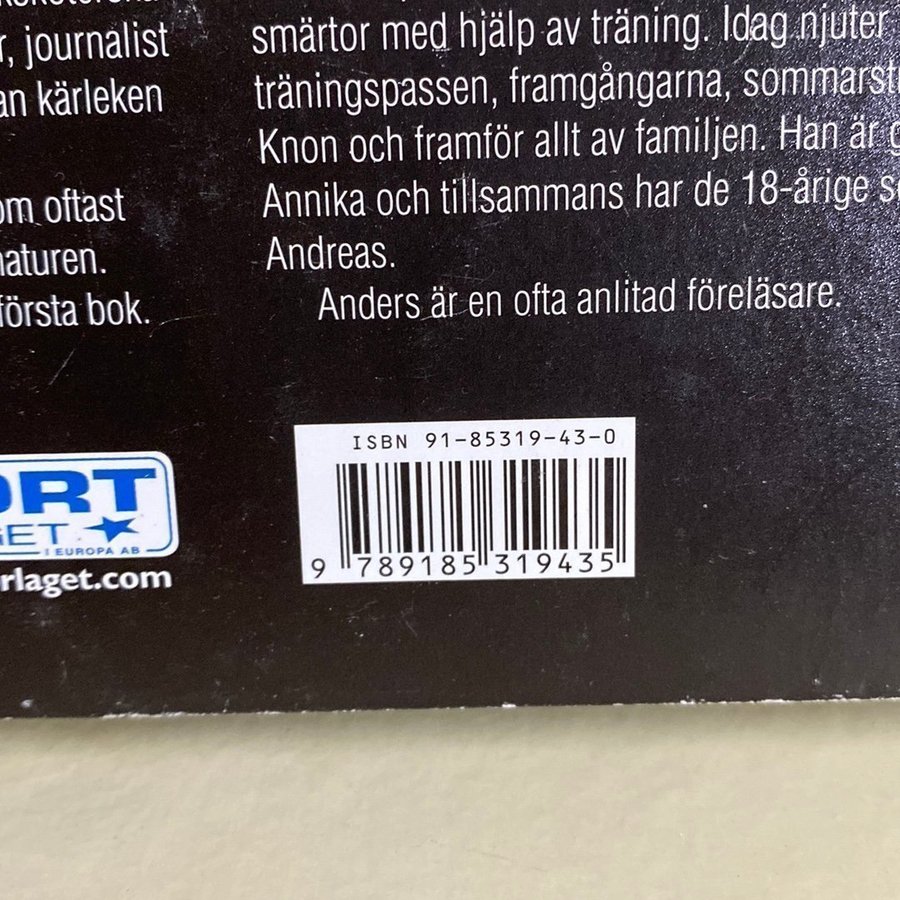 journalist
an kärleken
om oftast
naturen.
första bok.
smärtor med hjälp av träning. Idag njuter
träningspassen, framgångarna, sommarst
Knon och framför allt av familjen. Han är g
Annika och tillsammans har de 18-årige s
Andreas.
Anders är en ofta anlitad föreläsare.
ORT
GET
I EUROPA AB
rlaget.com
ISBN 91-85319-43-0
9 789185 319435